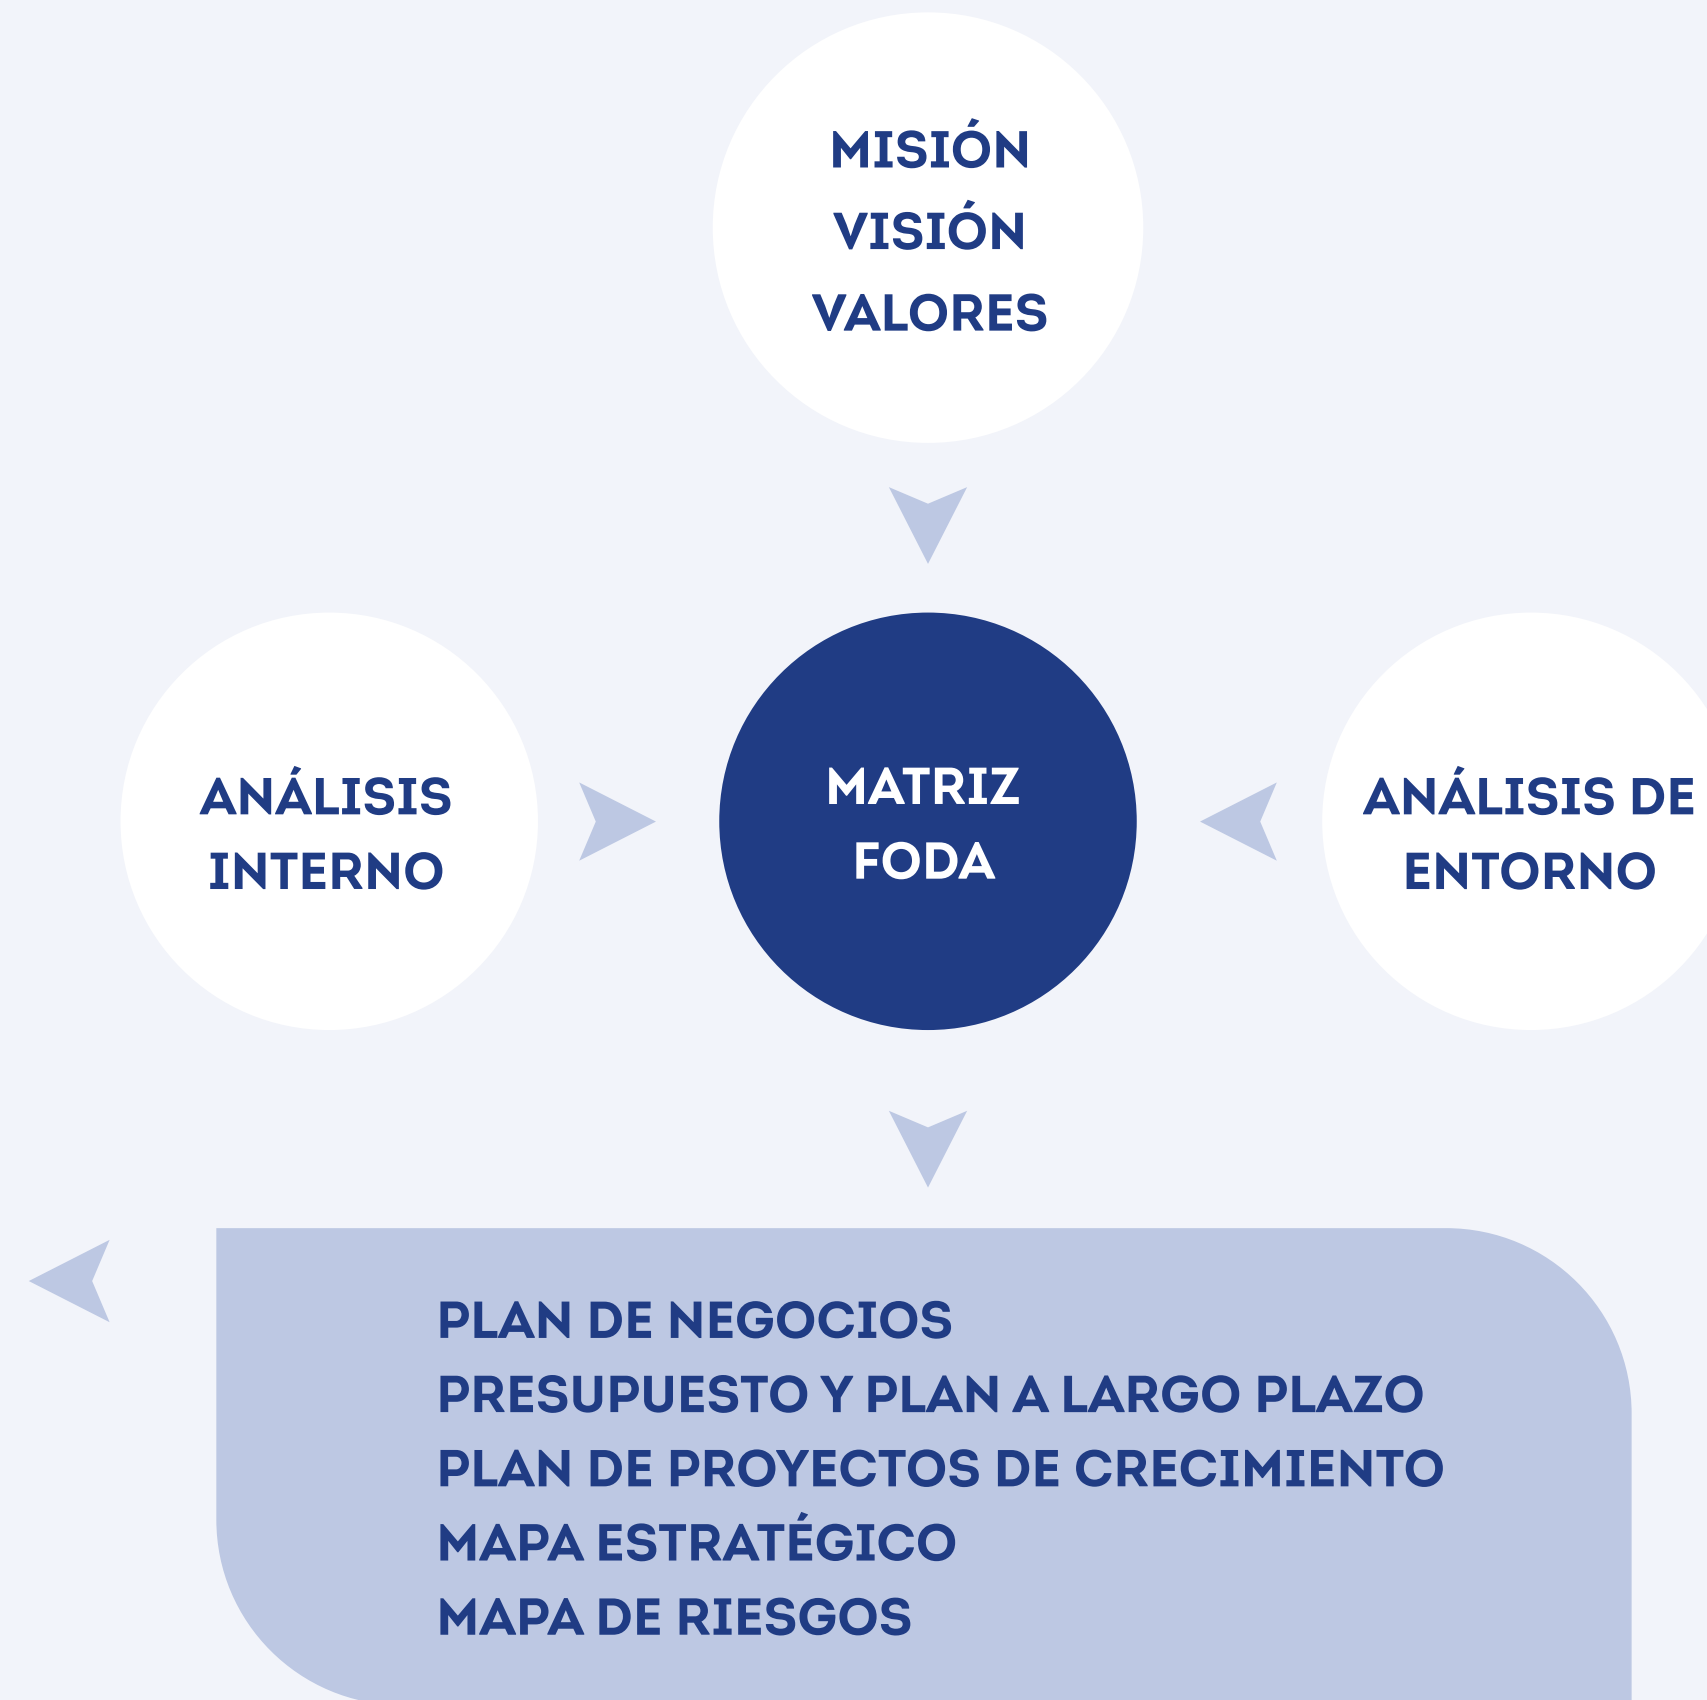 MISIÓN
VISIÓN
VALORES
ANÁLISIS
INTERNO
MATRIZ
FODA
ANÁLISIS DE
ENTORNO
PLAN DE NEGOCIOS
PRESUPUESTO Y PLAN A LARGO PLAZO
PLAN DE PROYECTOS DE CRECIMIENTO
MAPA ESTRATÉGICO
MAPA DE RIESGOS